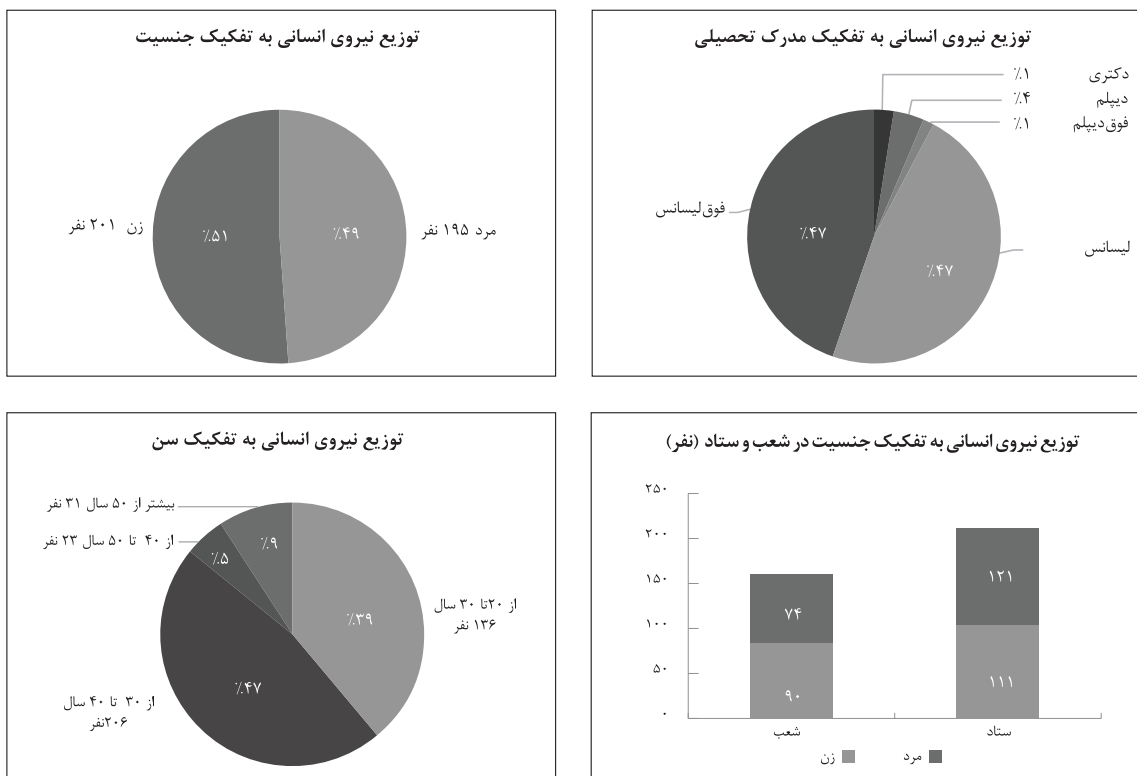 توزیع نیروی انسانی به تفکیک مدرک تحصیلی
دکتری ٪۱
دیپلم ٪۴
فوق‌دیپلم ٪۱
فوق‌لیسانس
٪۴۷
لیسانس
٪۴۷
توزیع نیروی انسانی به تفکیک جنسیت
مرد ۱۹۵ نفر
٪۴۹
٪۵۱
زن ۲۰۱ نفر
توزیع نیروی انسانی به تفکیک جنسیت در شعب و ستاد (نفر)
۲۵۰
۲۰۰
۱۵۰
۱۰۰
۵۰
۰
۷۴
۹۰
۱۲۱
۱۱۱
شعب
ستاد
مرد
زن
توزیع نیروی انسانی به تفکیک سن
بیشتر از ۵۰ سال ۳۱ نفر
٪۹
از ۴۰ تا ۵۰ سال ۲۳ نفر
٪۵
از ۲۰تا ۳۰ سال
۱۳۶ نفر
٪۳۹
از ۳۰ تا ۴۰ سال
۲۰۶نفر
٪۴۷